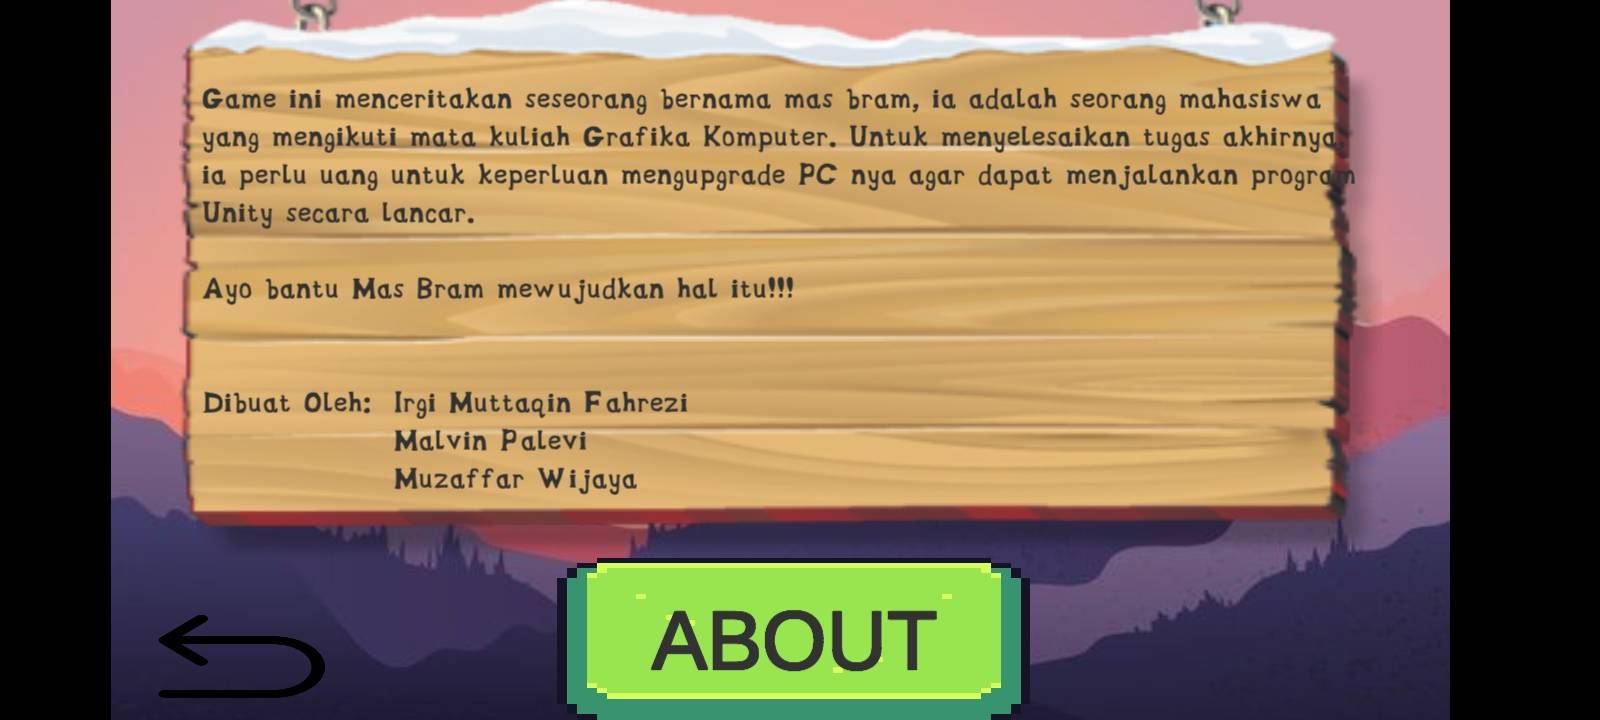 Game ini menceritakan seseorang bernama mas bram, ia adalah seorang mahasiswa
yang mengikuti mata kuliah Grafika Komputer. Untuk menyelesaikan tugas akhirnya,
ia perlu uang untuk keperluan mengupgrade PC nya agar dapat menjalankan program
Unity secara lancar.
Ayo bantu Mas Bram mewujudkan hal itu!!!
Dibuat Oleh: Irgi Muttaqin Fahrezi
Malvin Palevi
Muzaffar Wijaya
ABOUT